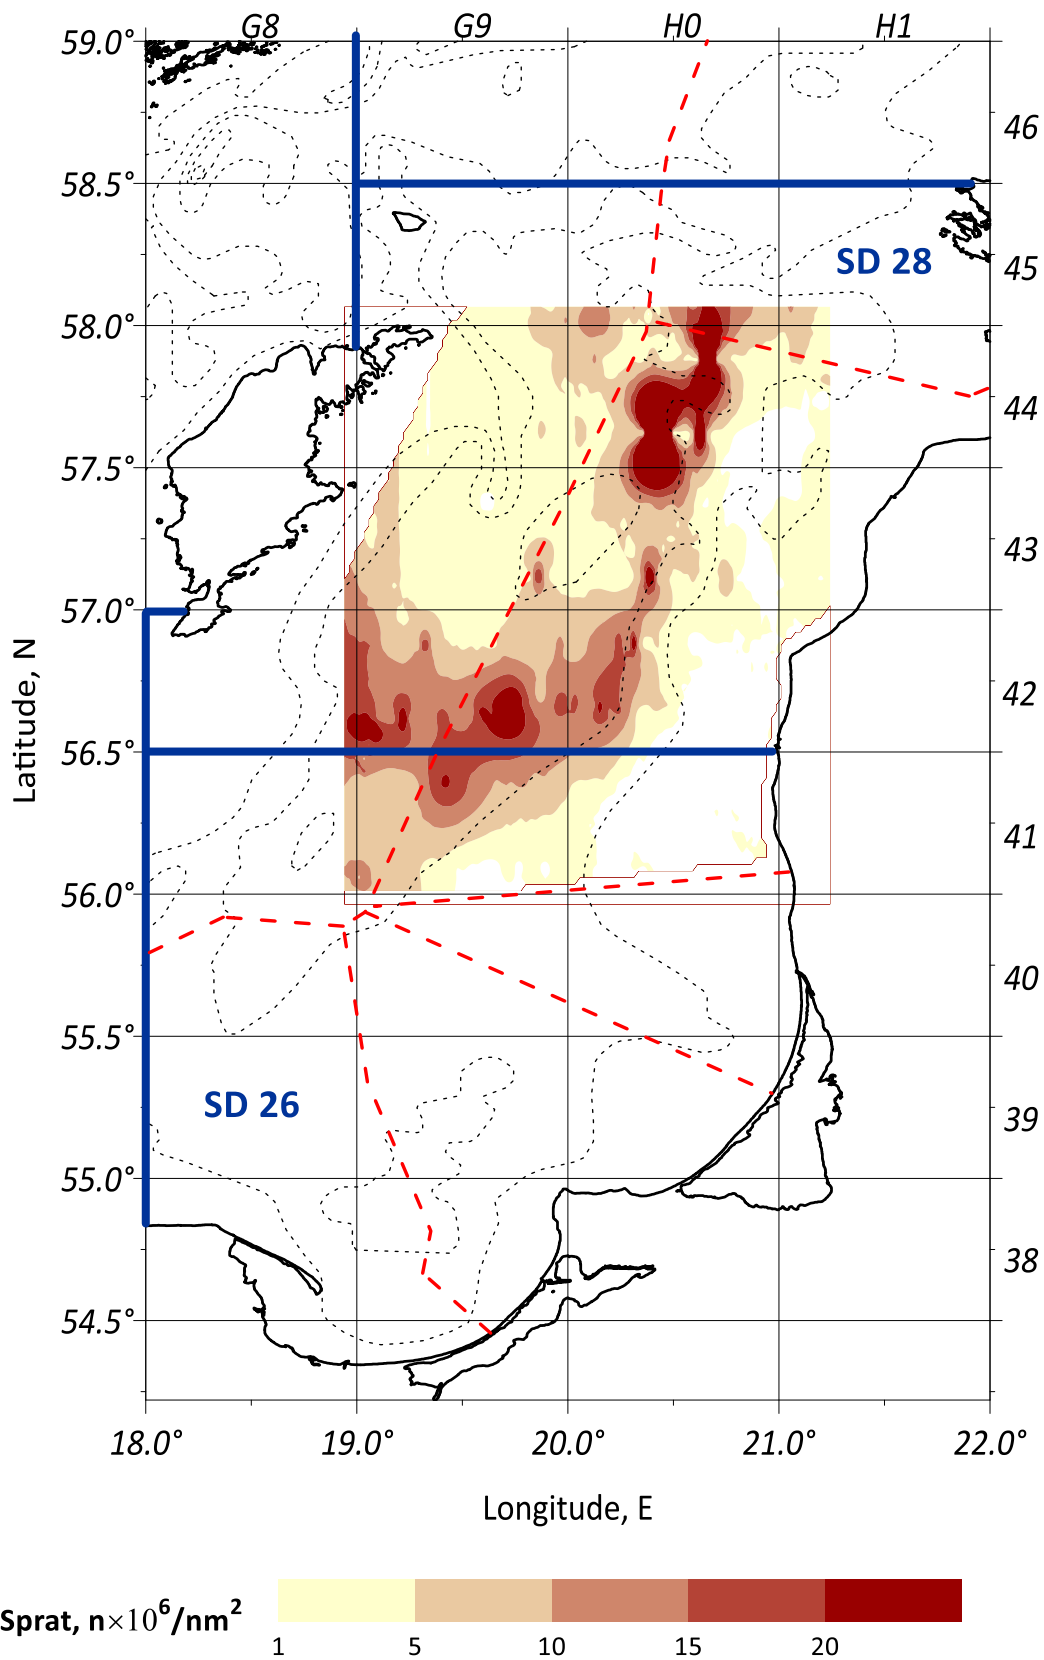 G8 G9 H0 H1
59.0°
46
58.5°
SD 28
45
58.0°
44
57.5°
43
57.0°
42
56.5°
41
56.0°
40
55.5°
SD 26
39
55.0°
38
54.5°
Latitude, N
18.0° 19.0° 20.0° 21.0° 22.0°
Longitude, E
Sprat, n×10⁶/nm²
1 5 10 15 20